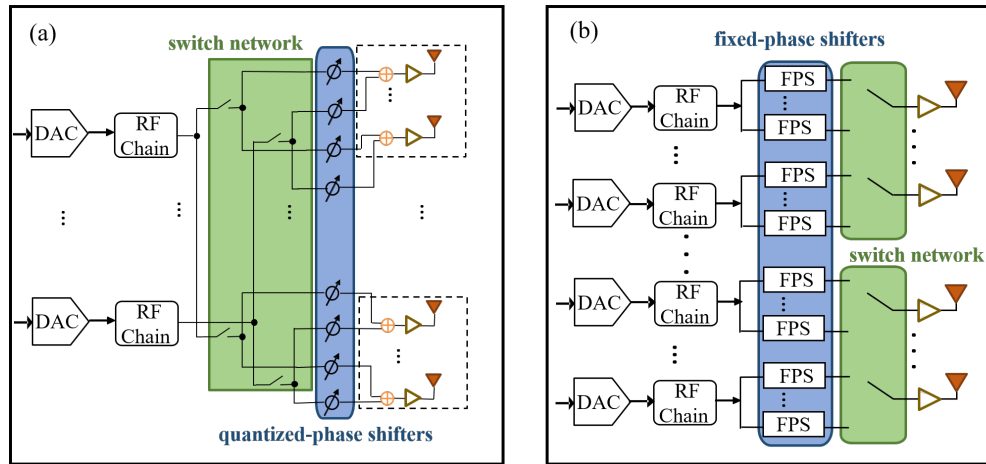 (a)
switch network
DAC
RF
Chain
DAC
RF
Chain
quantized-phase shifters
(b)
fixed-phase shifters
DAC
RF
Chain
FPS
FPS
DAC
RF
Chain
FPS
FPS
switch network
DAC
RF
Chain
FPS
FPS
DAC
RF
Chain
FPS
FPS